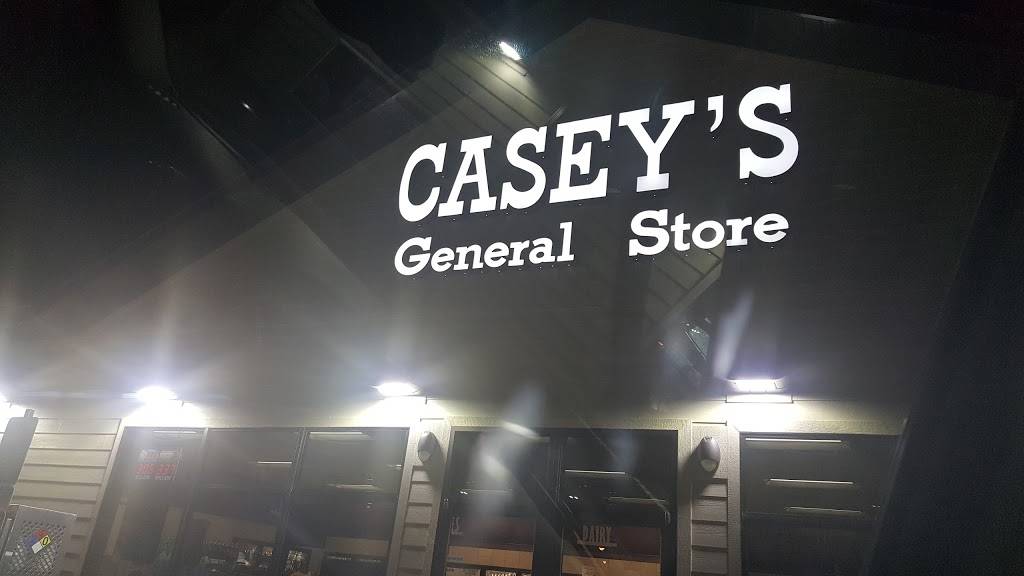 CASEY'S
General Store
DAIRY